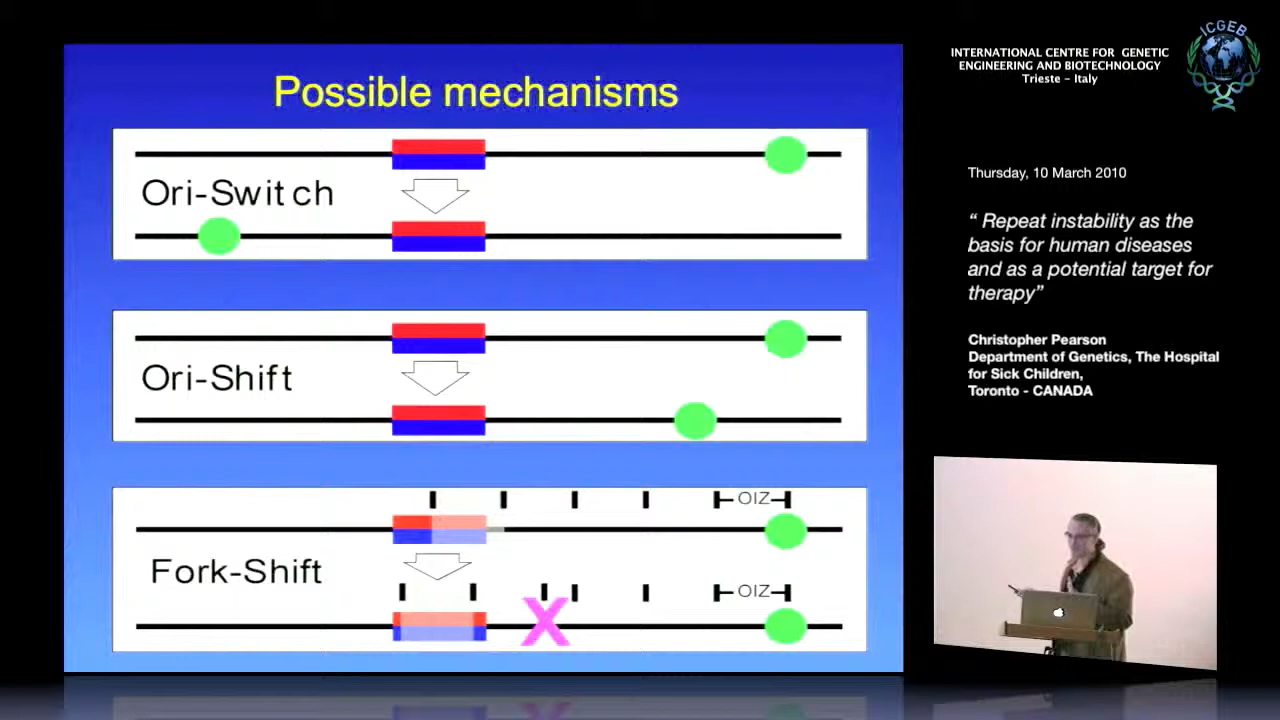 Possible mechanisms
Ori-Switch
Ori-Shift
OIZ
Fork-Shift
OIZ
X
INTERNATIONAL CENTRE FOR GENETIC
ENGINEERING AND BIOTECHNOLOGY
Trieste - Italy
ICGEB
Thursday, 10 March 2010
“ Repeat instability as the
basis for human diseases
and as a potential target for
therapy”
Christopher Pearson
Department of Genetics, The Hospital
for Sick Children,
Toronto - CANADA